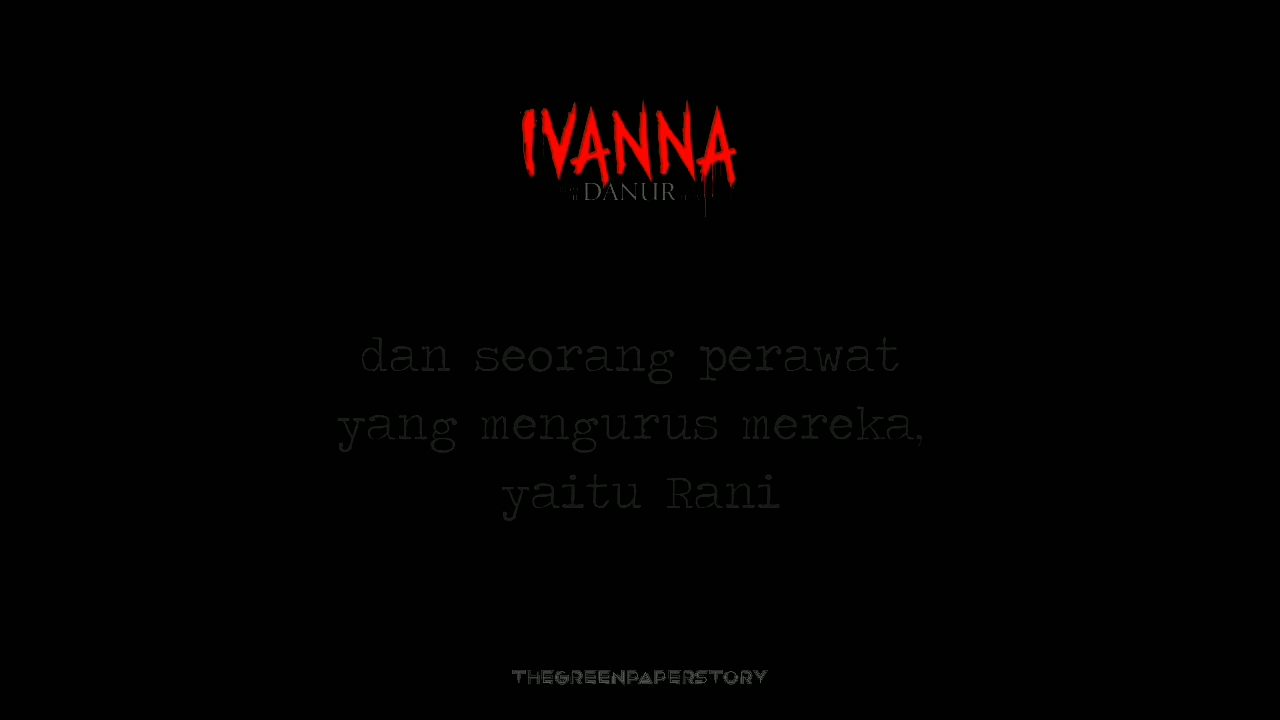 IVANNA
DANUR
dan seorang perawat
yang mengurus mereka,
yaitu Rani
THEGREENPAPERSTORY